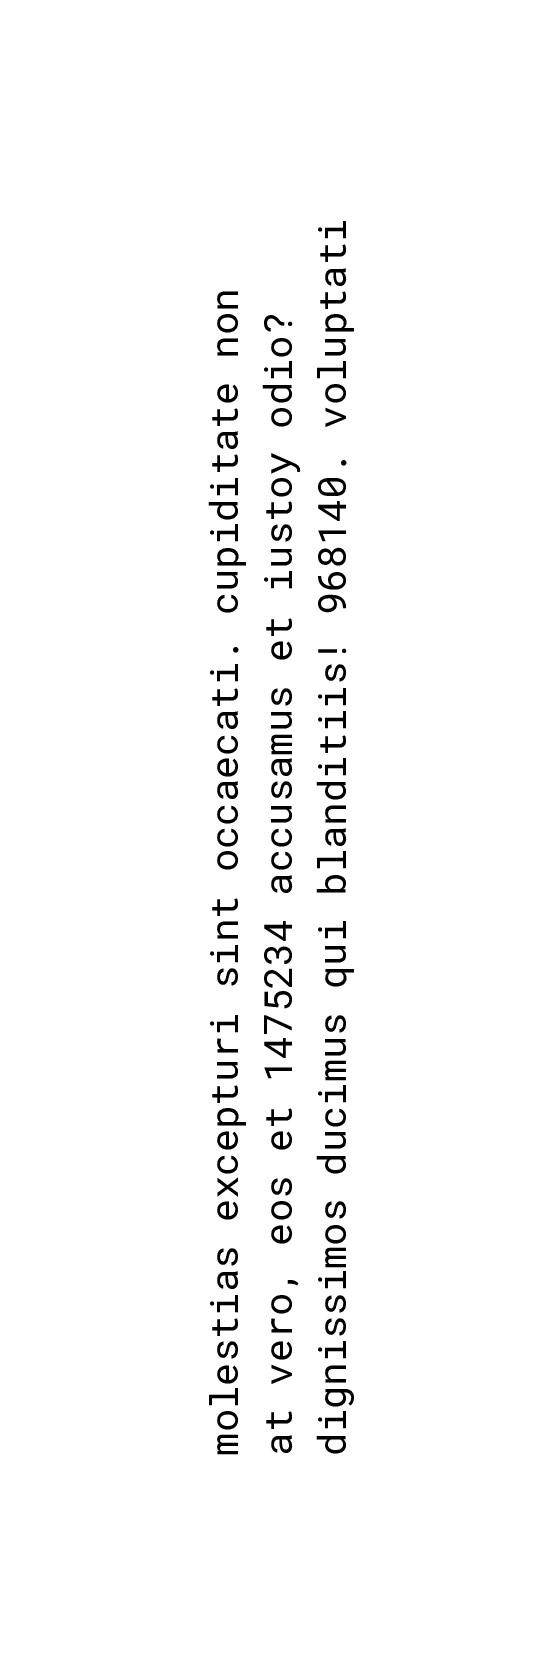 molestias excepturi sint occaecati. cupiditate non
at vero, eos et 1475234 accusamus et iustoy odio?
dignissimos ducimus qui blanditiis! 968140. voluptati